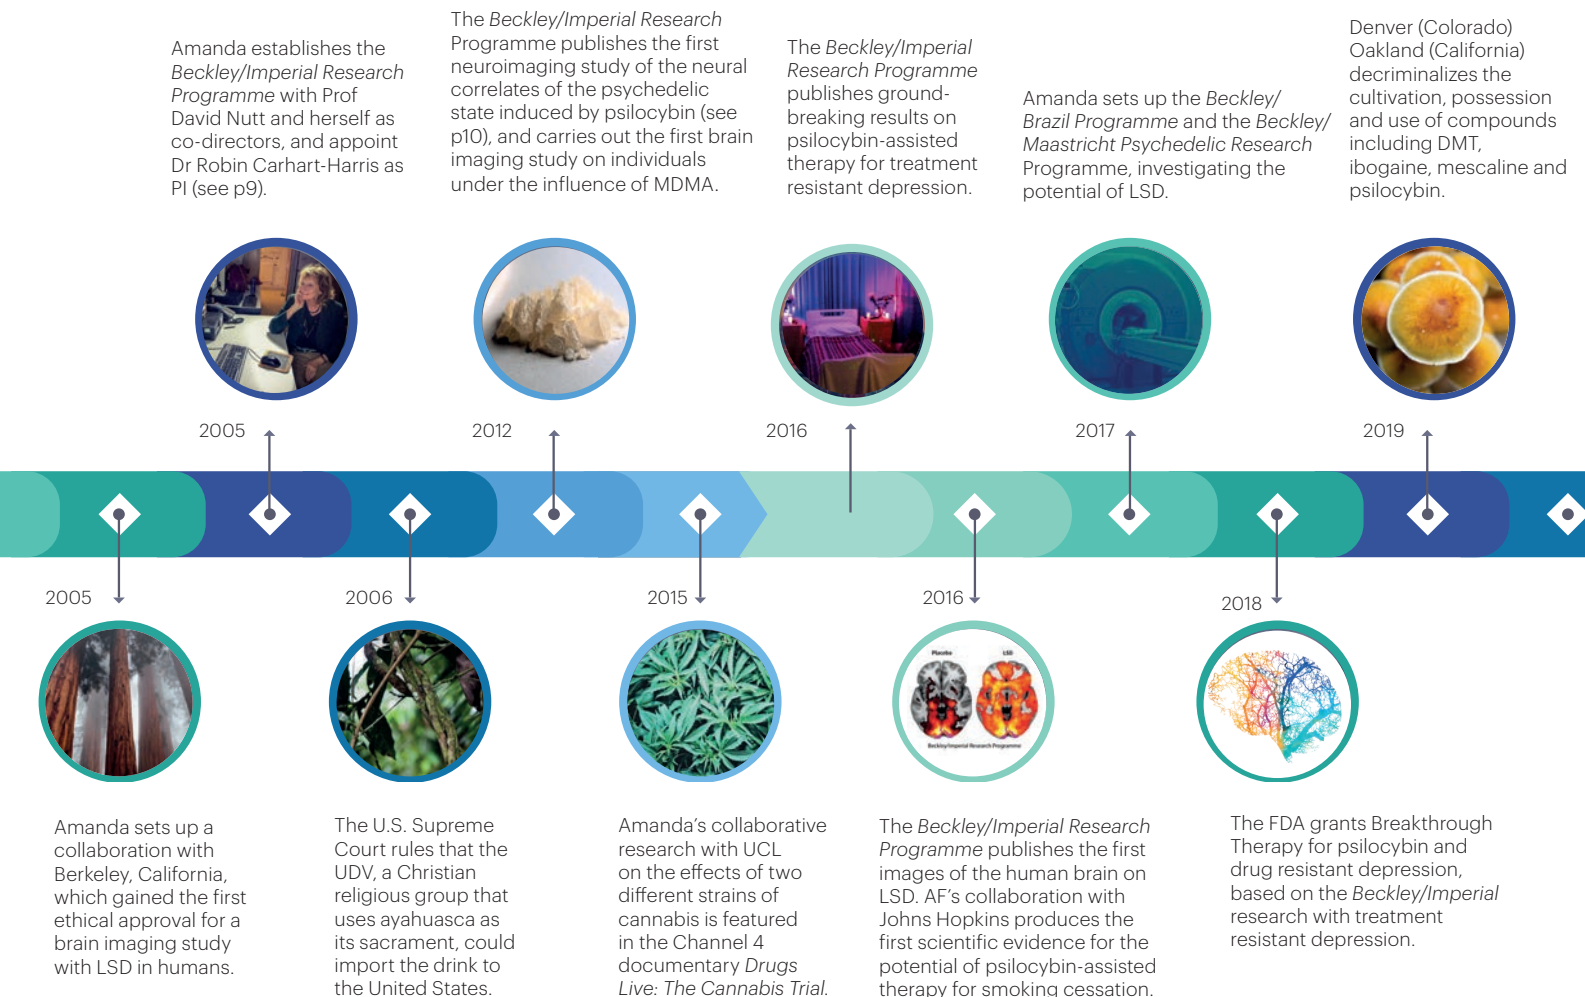 Amanda establishes the
Beckley/Imperial Research
Programme with Prof
David Nutt and herself as
co-directors, and appoint
Dr Robin Carhart-Harris as
PI (see p9).
The Beckley/Imperial Research
Programme publishes the first
neuroimaging study of the neural
correlates of the psychedelic
state induced by psilocybin (see
p10), and carries out the first brain
imaging study on individuals
under the influence of MDMA.
The Beckley/Imperial
Research Programme
publishes ground-
breaking results on
psilocybin-assisted
therapy for treatment
resistant depression.
Amanda sets up the Beckley/
Brazil Programme and the Beckley/
Maastricht Psychedelic Research
Programme, investigating the
potential of LSD.
Denver (Colorado)
Oakland (California)
decriminalizes the
cultivation, possession
and use of compounds
including DMT,
ibogaine, mescaline and
psilocybin.
2005
2012
2016
2017
2019
2005
2006
2015
2016
2018
Placebo
LSD
Beckley/Imperial Research Programme
Amanda sets up a
collaboration with
Berkeley, California,
which gained the first
ethical approval for a
brain imaging study
with LSD in humans.
The U.S. Supreme
Court rules that the
UDV, a Christian
religious group that
uses ayahuasca as
its sacrament, could
import the drink to
the United States.
Amanda’s collaborative
research with UCL
on the effects of two
different strains of
cannabis is featured
in the Channel 4
documentary Drugs
Live: The Cannabis Trial.
The Beckley/Imperial Research
Programme publishes the first
images of the human brain on
LSD. AF’s collaboration with
Johns Hopkins produces the
first scientific evidence for the
potential of psilocybin-assisted
therapy for smoking cessation.
The FDA grants Breakthrough
Therapy for psilocybin and
drug resistant depression,
based on the Beckley/Imperial
research with treatment
resistant depression.